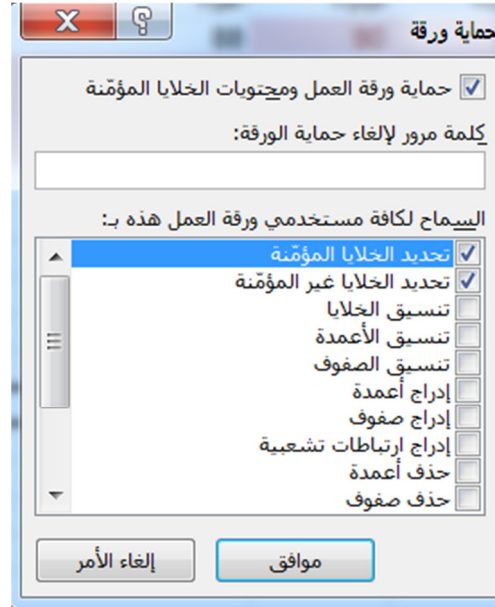 حماية ورقة
حماية ورقة العمل ومحتويات الخلايا المؤمّنة
كلمة مرور لإلغاء حماية الورقة:
السماح لكافة مستخدمي ورقة العمل هذه بـ:
تحديد الخلايا المؤمّنة
تحديد الخلايا غير المؤمّنة
تنسيق الخلايا
تنسيق الأعمدة
تنسيق الصفوف
إدراج أعمدة
إدراج صفوف
إدراج ارتباطات تشعبية
حذف أعمدة
حذف صفوف
موافق
إلغاء الأمر